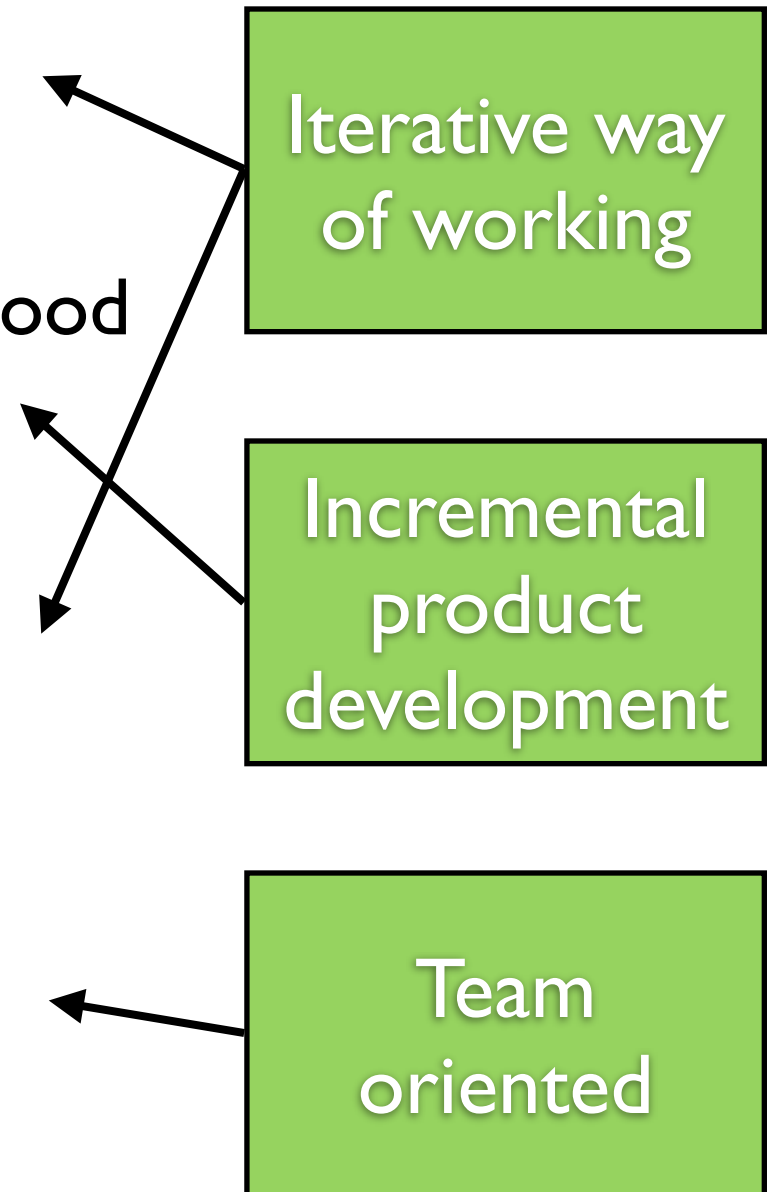 Iterative way
of working
ood
Incremental
product
development
Team
oriented